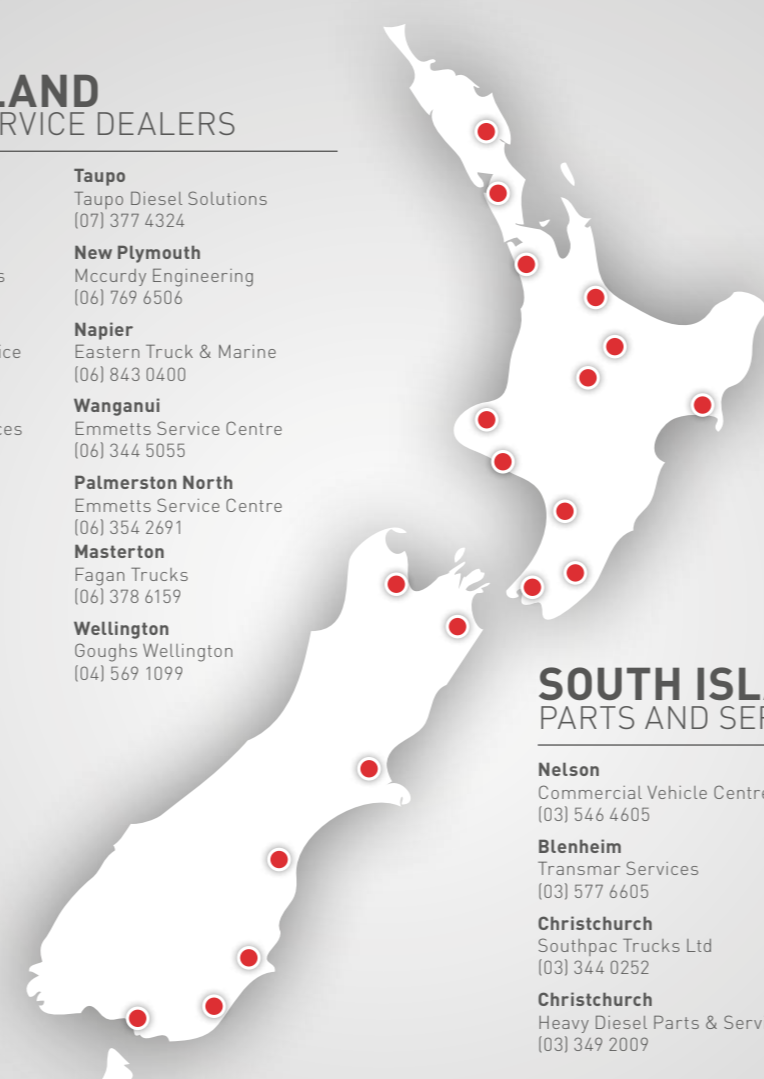 LAND
RVICE DEALERS
s
ice
ces
Taupo
Taupo Diesel Solutions
(07) 377 4324
New Plymouth
Mccurdy Engineering
(06) 769 6506
Napier
Eastern Truck & Marine
(06) 843 0400
Wanganui
Emmetts Service Centre
(06) 344 5055
Palmerston North
Emmetts Service Centre
(06) 354 2691
Masterton
Fagan Trucks
(06) 378 6159
Wellington
Goughs Wellington
(04) 569 1099
SOUTH ISL
PARTS AND SER
Nelson
Commercial Vehicle Centre
(03) 546 4605
Blenheim
Transmar Services
(03) 577 6605
Christchurch
Southpac Trucks Ltd
(03) 344 0252
Christchurch
Heavy Diesel Parts & Servi
(03) 349 2009